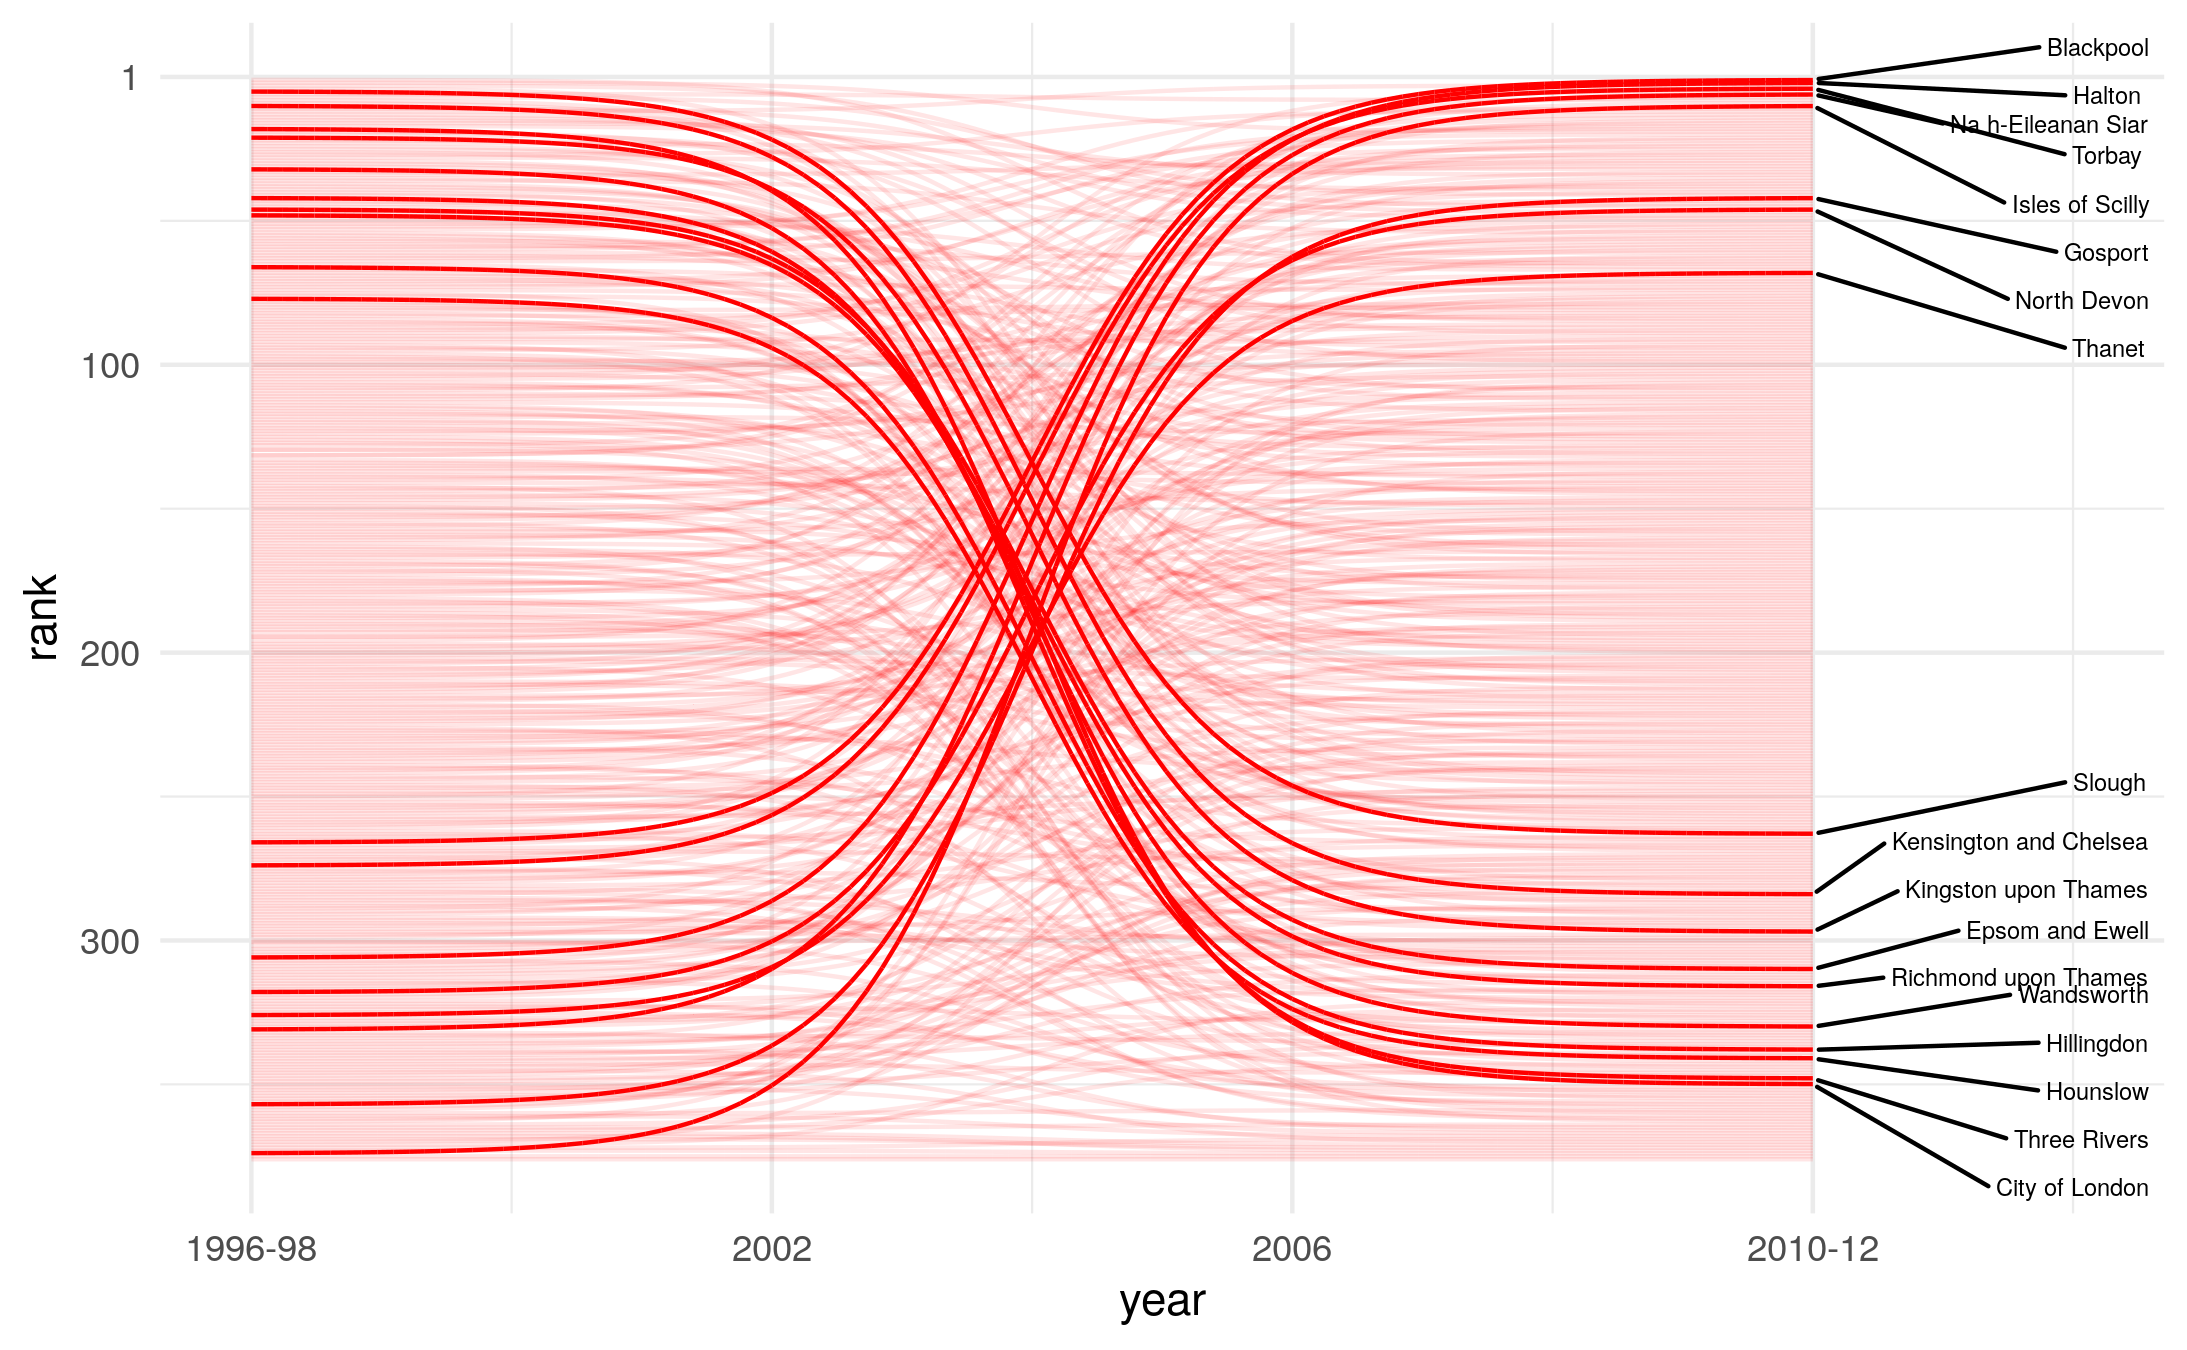 Blackpool
1
Halton
Na h-Eileanan Siar
Torbay
Isles of Scilly
Gosport
North Devon
Thanet
100
rank
200
Slough
Kensington and Chelsea
Kingston upon Thames
Epsom and Ewell
300
Richmond upon Thames
Wandsworth
Hillingdon
Hounslow
Three Rivers
City of London
1996-98 2002 2006 2010-12
year